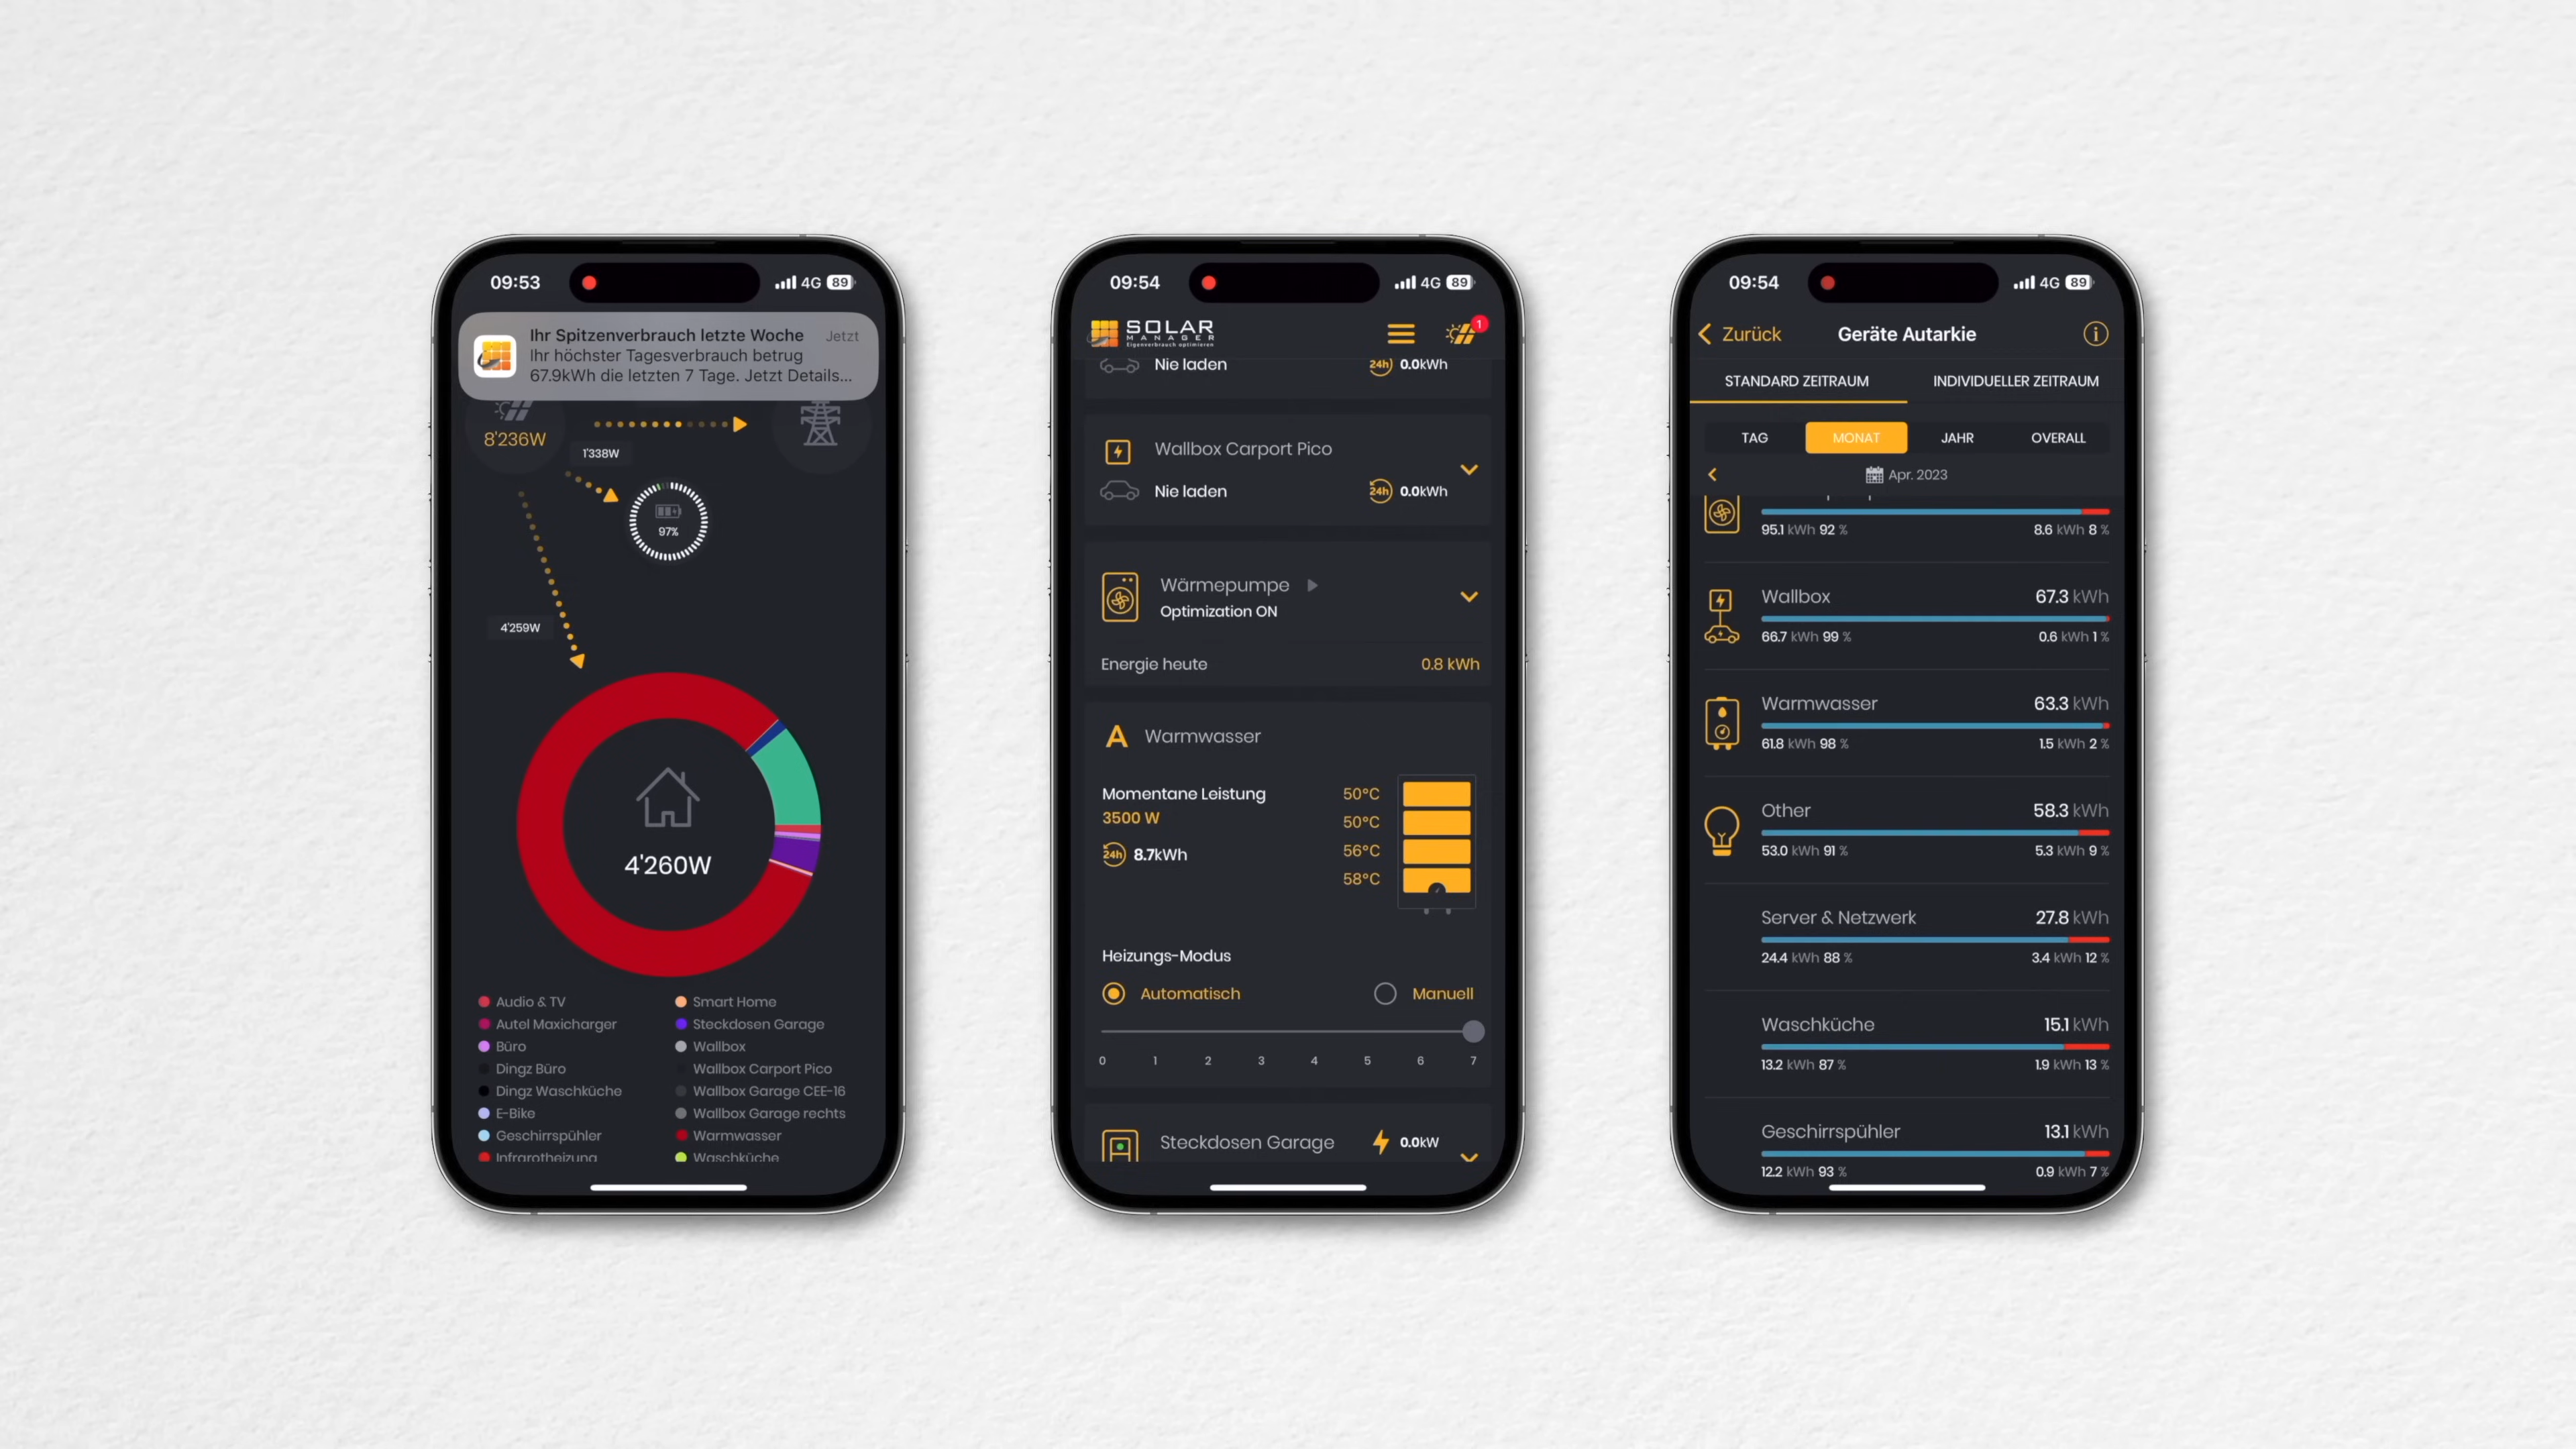 09:53
4G 89
Ihr Spitzenverbrauch letzte Woche
Jetzt
Ihr höchster Tagesverbrauch betrug
67.9kWh die letzten 7 Tage. Jetzt Details...
8'236W
1'338W
97%
4'259W
4'260W
Audio & TV
Smart Home
Autel Maxicharger
Steckdosen Garage
Büro
Wallbox
Dingz Büro
Wallbox Carport Pico
Dingz Waschküche
Wallbox Garage CEE-16
E-Bike
Wallbox Garage rechts
Geschirrspühler
Warmwasser
Infrarotheizung
Waschküche
09:54
4G 89
SOLAR
MANAGER
Eigenverbrauch optimieren
1
Nie laden
24h 0.0kWh
Wallbox Carport Pico
Nie laden
24h 0.0kWh
Wärmepumpe
Optimization ON
Energie heute
0.8 kWh
A Warmwasser
Momentane Leistung
3500 W
24h 8.7kWh
50°C
50°C
56°C
58°C
Heizungs-Modus
Automatisch
Manuell
0 1 2 3 4 5 6 7
Steckdosen Garage
0.0kW
09:54
4G 89
Zurück
Geräte Autarkie
i
STANDARD ZEITRAUM
INDIVIDUELLER ZEITRAUM
TAG
MONAT
JAHR
OVERALL
Apr. 2023
95.1 kWh 92 %
8.6 kWh 8 %
Wallbox
67.3 kWh
66.7 kWh 99 %
0.6 kWh 1 %
Warmwasser
63.3 kWh
61.8 kWh 98 %
1.5 kWh 2 %
Other
58.3 kWh
53.0 kWh 91 %
5.3 kWh 9 %
Server & Netzwerk
27.8 kWh
24.4 kWh 88 %
3.4 kWh 12 %
Waschküche
15.1 kWh
13.2 kWh 87 %
1.9 kWh 13 %
Geschirrspühler
13.1 kWh
12.2 kWh 93 %
0.9 kWh 7 %